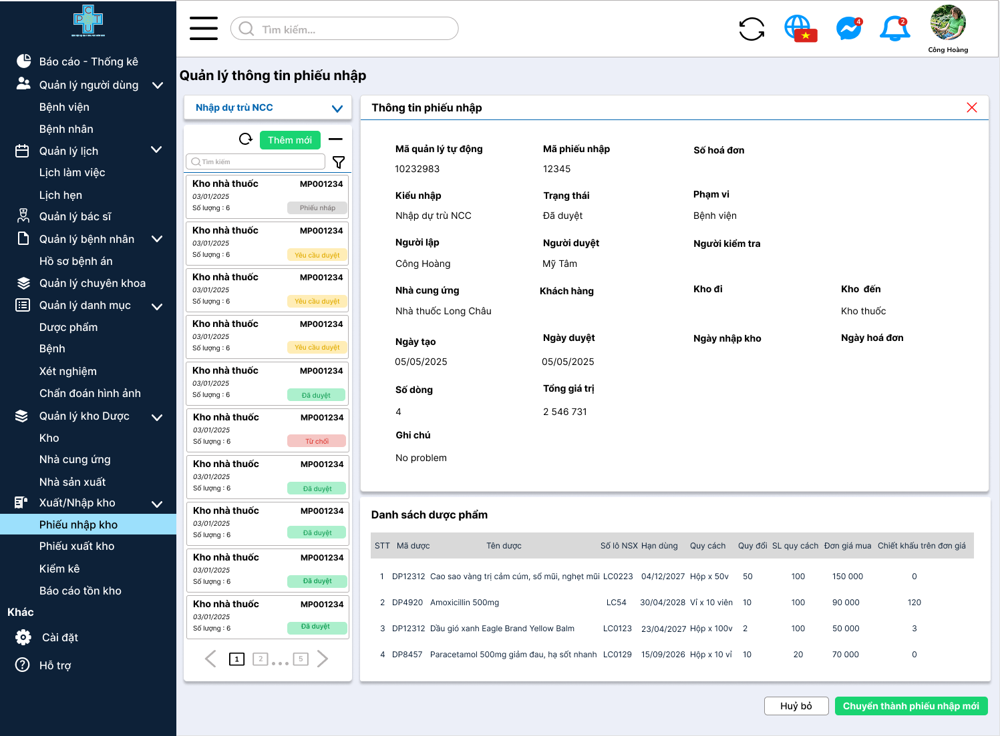 Tìm kiếm...
4
2
Công Hoàng
Báo cáo - Thống kê
Quản lý người dùng
Bệnh viện
Bệnh nhân
Quản lý lịch
Lịch làm việc
Lịch hẹn
Quản lý bác sĩ
Quản lý bệnh nhân
Hồ sơ bệnh án
Quản lý chuyên khoa
Quản lý danh mục
Dược phẩm
Bệnh
Xét nghiệm
Chẩn đoán hình ảnh
Quản lý kho Dược
Kho
Nhà cung ứng
Nhà sản xuất
Xuất/Nhập kho
Phiếu nhập kho
Phiếu xuất kho
Kiểm kê
Báo cáo tồn kho
Khác
Cài đặt
Hỗ trợ
Quản lý thông tin phiếu nhập
Nhập dự trù NCC
Thêm mới
Tìm kiếm
Kho nhà thuốc MP001234
03/01/2025
Số lượng : 6 Phiếu nháp
Kho nhà thuốc MP001234
03/01/2025
Số lượng : 6 Yêu cầu duyệt
Kho nhà thuốc MP001234
03/01/2025
Số lượng : 6 Yêu cầu duyệt
Kho nhà thuốc MP001234
03/01/2025
Số lượng : 6 Yêu cầu duyệt
Kho nhà thuốc MP001234
03/01/2025
Số lượng : 6 Đã duyệt
Kho nhà thuốc MP001234
03/01/2025
Số lượng : 6 Từ chối
Kho nhà thuốc MP001234
03/01/2025
Số lượng : 6 Đã duyệt
Kho nhà thuốc MP001234
03/01/2025
Số lượng : 6 Đã duyệt
Kho nhà thuốc MP001234
03/01/2025
Số lượng : 6 Đã duyệt
Kho nhà thuốc MP001234
03/01/2025
Số lượng : 6 Đã duyệt
1 2 ... 5
Thông tin phiếu nhập
Mã quản lý tự động Mã phiếu nhập Số hoá đơn
10232983 12345
Kiểu nhập Trạng thái Phạm vi
Nhập dự trù NCC Đã duyệt Bệnh viện
Người lập Người duyệt Người kiểm tra
Công Hoàng Mỹ Tâm
Nhà cung ứng Khách hàng Kho đi Kho đến
Nhà thuốc Long Châu Kho thuốc
Ngày tạo Ngày duyệt Ngày nhập kho Ngày hoá đơn
05/05/2025 05/05/2025
Số dòng Tổng giá trị
4 2 546 731
Ghi chú
No problem
Danh sách dược phẩm
STT Mã dược Tên dược Số lô NSX Hạn dùng Quy cách Quy đổi SL quy cách Đơn giá mua Chiết khấu trên đơn giá
1 DP12312 Cao sao vàng trị cảm cúm, sổ mũi, nghẹt mũi LC0223 04/12/2027 Hộp x 50v 50 100 150 000 0
2 DP4920 Amoxicillin 500mg LC54 30/04/2028 Vỉ x 10 viên 10 100 90 000 120
3 DP12312 Dầu gió xanh Eagle Brand Yellow Balm LC0123 23/04/2027 Hộp x 100v 2 100 50 000 3
4 DP8457 Paracetamol 500mg giảm đau, hạ sốt nhanh LC0129 15/09/2026 Hộp x 10 vỉ 10 20 70 000 0
Huỷ bỏ Chuyển thành phiếu nhập mới